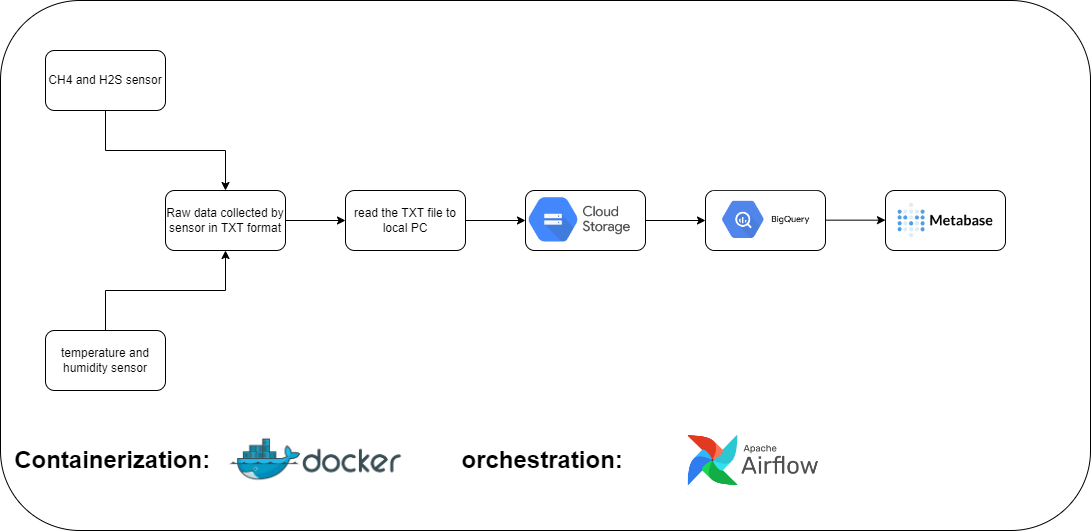 CH4 and H2S sensor
Raw data collected by
sensor in TXT format
read the TXT file to
local PC
Cloud
Storage
BigQuery
Metabase
temperature and
humidity sensor
Containerization:
docker
orchestration:
Apache
Airflow